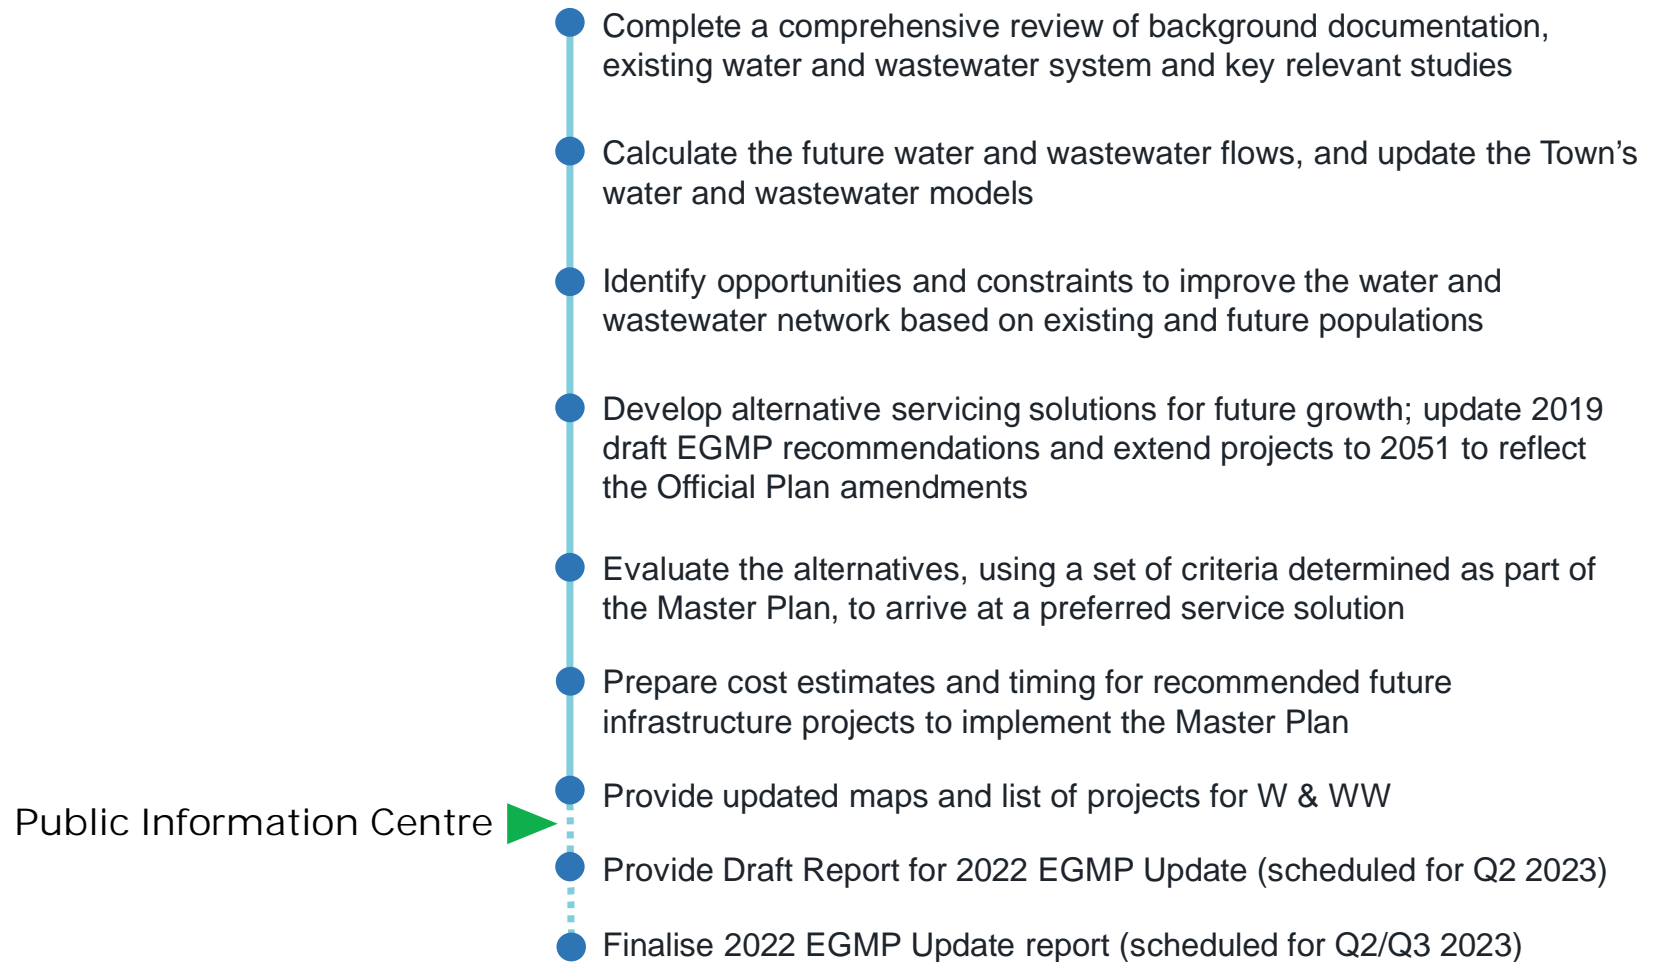 Complete a comprehensive review of background documentation,
existing water and wastewater system and key relevant studies
Calculate the future water and wastewater flows, and update the Town’s
water and wastewater models
Identify opportunities and constraints to improve the water and
wastewater network based on existing and future populations
Develop alternative servicing solutions for future growth; update 2019
draft EGMP recommendations and extend projects to 2051 to reflect
the Official Plan amendments
Evaluate the alternatives, using a set of criteria determined as part of
the Master Plan, to arrive at a preferred service solution
Prepare cost estimates and timing for recommended future
infrastructure projects to implement the Master Plan
Provide updated maps and list of projects for W & WW
Public Information Centre
Provide Draft Report for 2022 EGMP Update (scheduled for Q2 2023)
Finalise 2022 EGMP Update report (scheduled for Q2/Q3 2023)